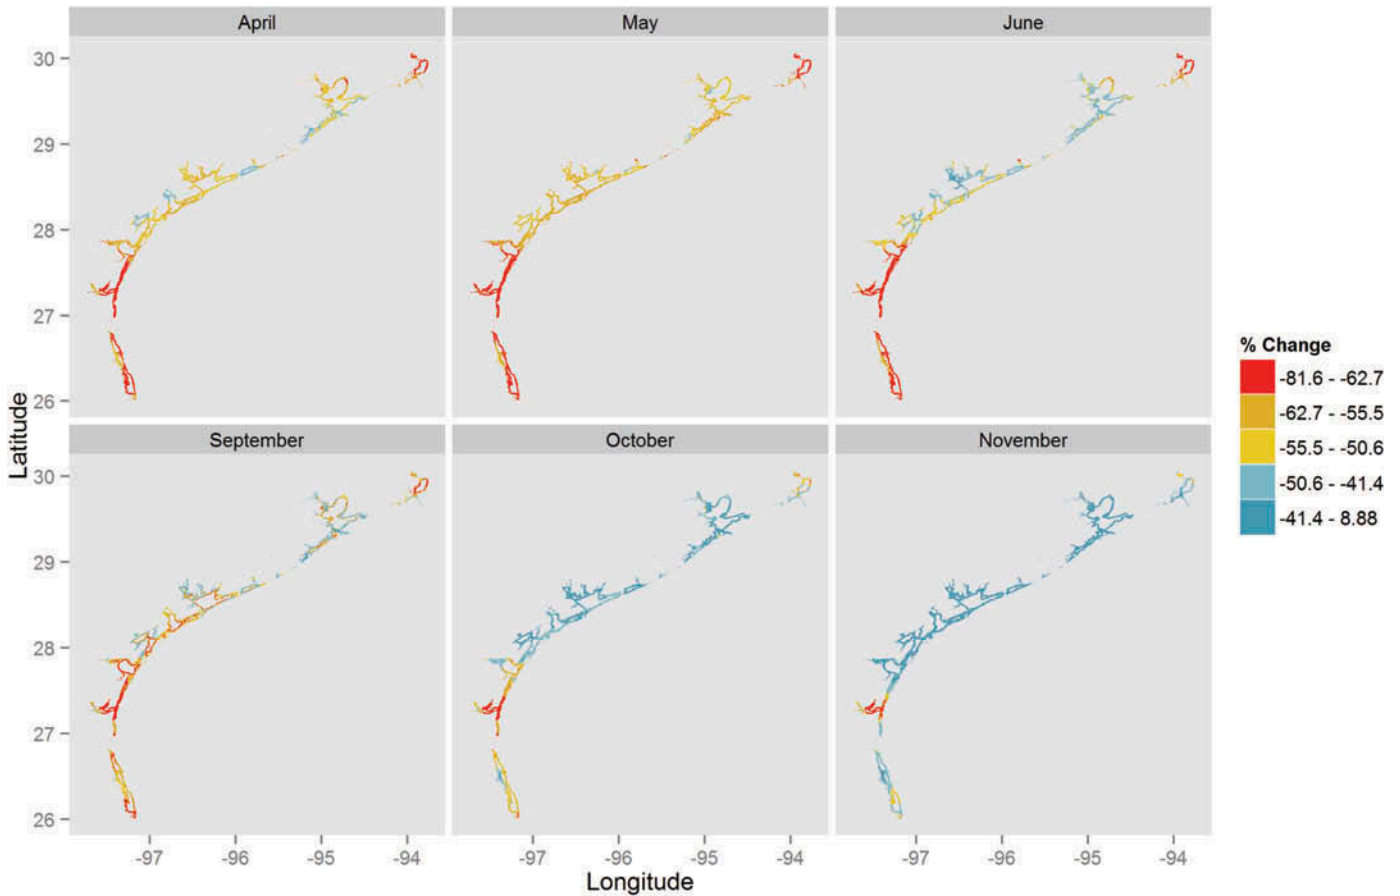 April May June
30
29
28
27
26
Latitude
% Change
-81.6 - -62.7
-62.7 - -55.5
-55.5 - -50.6
-50.6 - -41.4
-41.4 - 8.88
September October November
30
29
28
27
26
-97 -96 -95 -94 -97 -96 -95 -94 -97 -96 -95 -94
Longitude